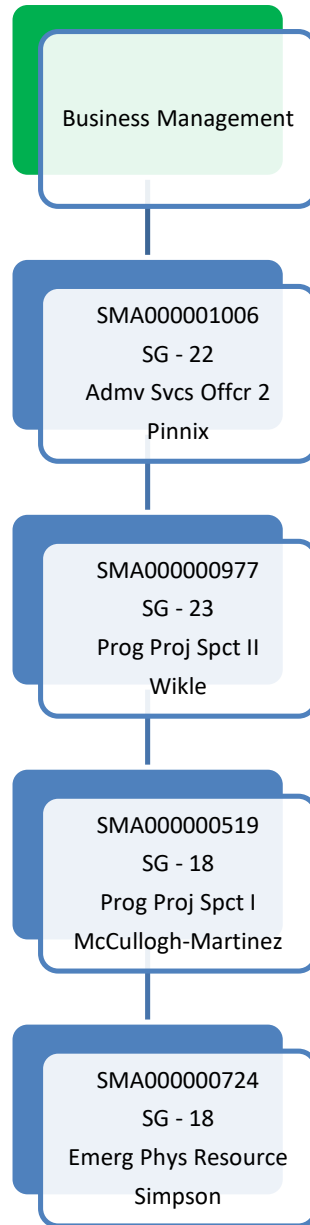 Business Management
SMA000001006
SG - 22
Admv Svcs Offcr 2
Pinnix
SMA000000977
SG - 23
Prog Proj Spct II
Wikle
SMA000000519
SG - 18
Prog Proj Spct I
McCullogh-Martinez
SMA000000724
SG - 18
Emerg Phys Resource
Simpson